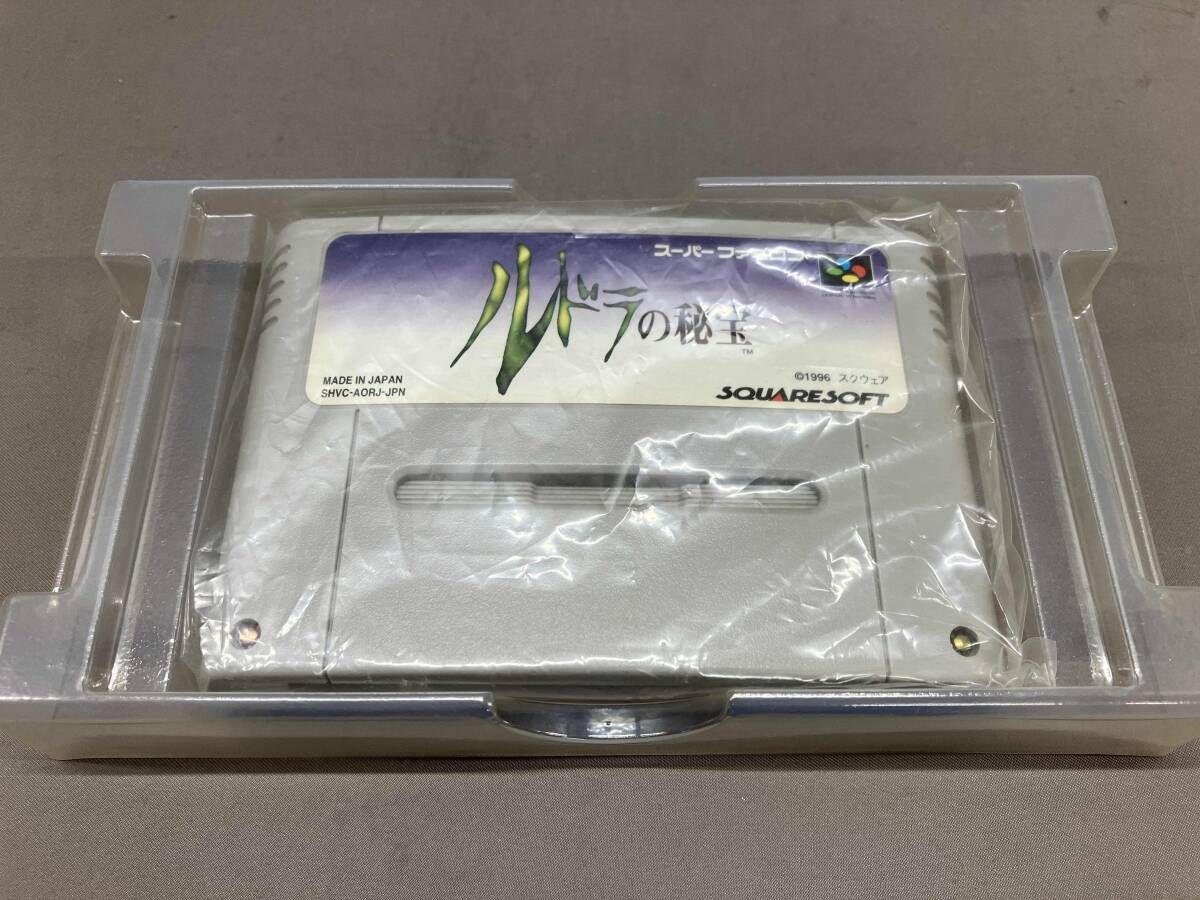 スーパーファミコン
ルドラの秘宝
TM
MADE IN JAPAN
SHVC-AORJ-JPN
©1996 スクウェア
SQUARESOFT